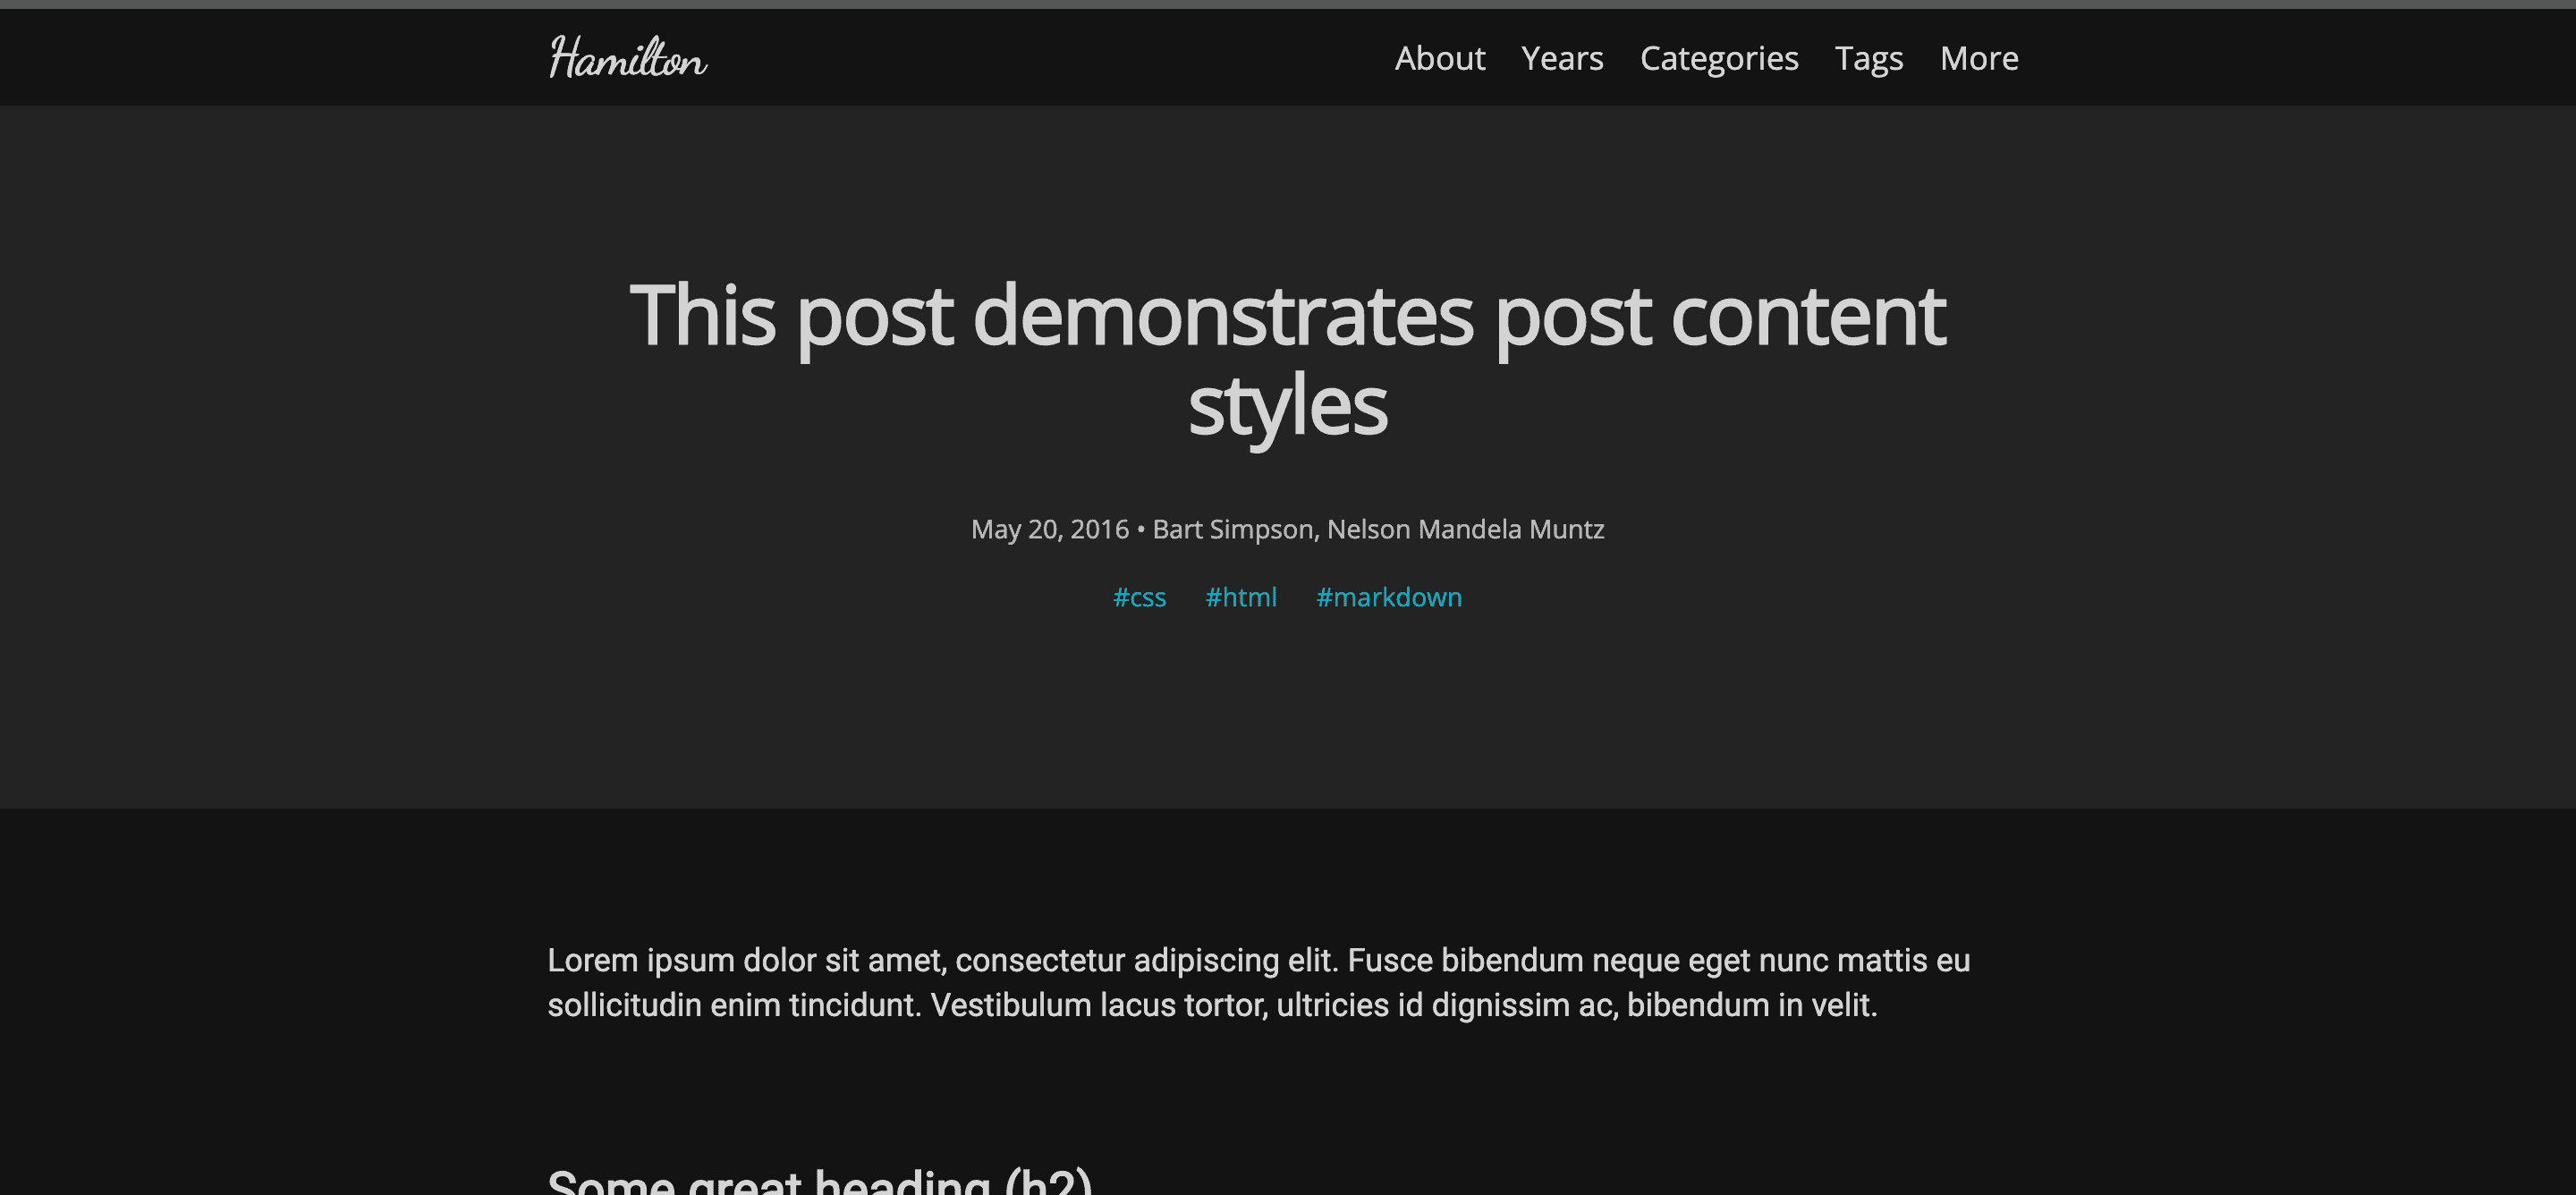 Hamilton
About Years Categories Tags More
This post demonstrates post content
styles
May 20, 2016 • Bart Simpson, Nelson Mandela Muntz
#css #html #markdown
Lorem ipsum dolor sit amet, consectetur adipiscing elit. Fusce bibendum neque eget nunc mattis eu
sollicitudin enim tincidunt. Vestibulum lacus tortor, ultricies id dignissim ac, bibendum in velit.
Some great heading (h2)